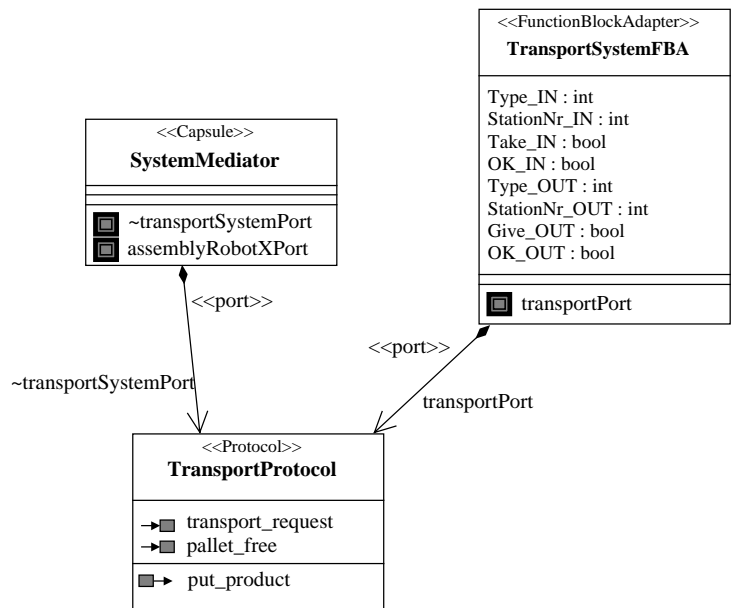 <<FunctionBlockAdapter>>
TransportSystemFBA
Type_IN : int
StationNr_IN : int
Take_IN : bool
OK_IN : bool
Type_OUT : int
StationNr_OUT : int
Give_OUT : bool
OK_OUT : bool
transportPort
<<Capsule>>
SystemMediator
~transportSystemPort
assemblyRobotXPort
<<port>>
<<port>>
~transportSystemPort
transportPort
<<Protocol>>
TransportProtocol
transport_request
pallet_free
put_product